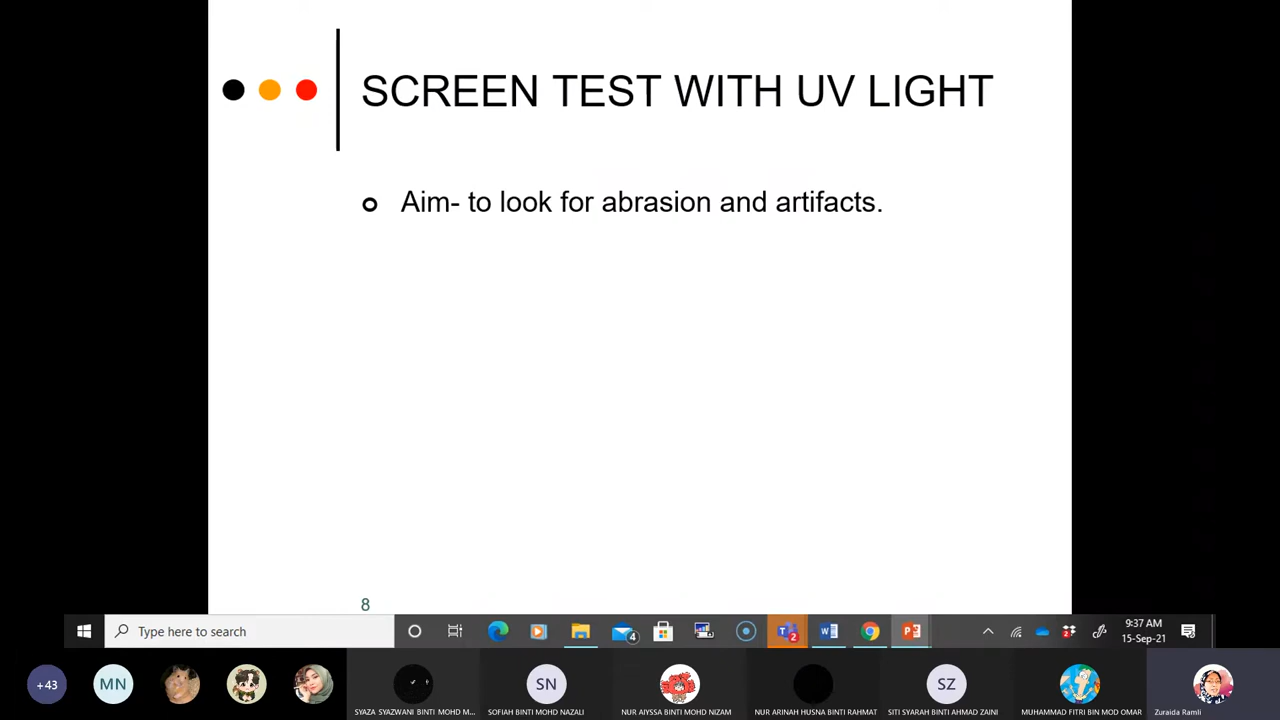 SCREEN TEST WITH UV LIGHT
Aim- to look for abrasion and artifacts.
8
Type here to search
4
2
2
9:37 AM
15-Sep-21
+43
MN
SN
SZ
SYAZA SYAZWANI BINTI MOHD M...
SOFIAH BINTI MOHD NAZALI
NUR AIYSSA BINTI MOHD NIZAM
NUR ARINAH HUSNA BINTI RAHMAT
SITI SYARAH BINTI AHMAD ZAINI
MUHAMMAD FITRI BIN MOD OMAR
Zuraida Ramli